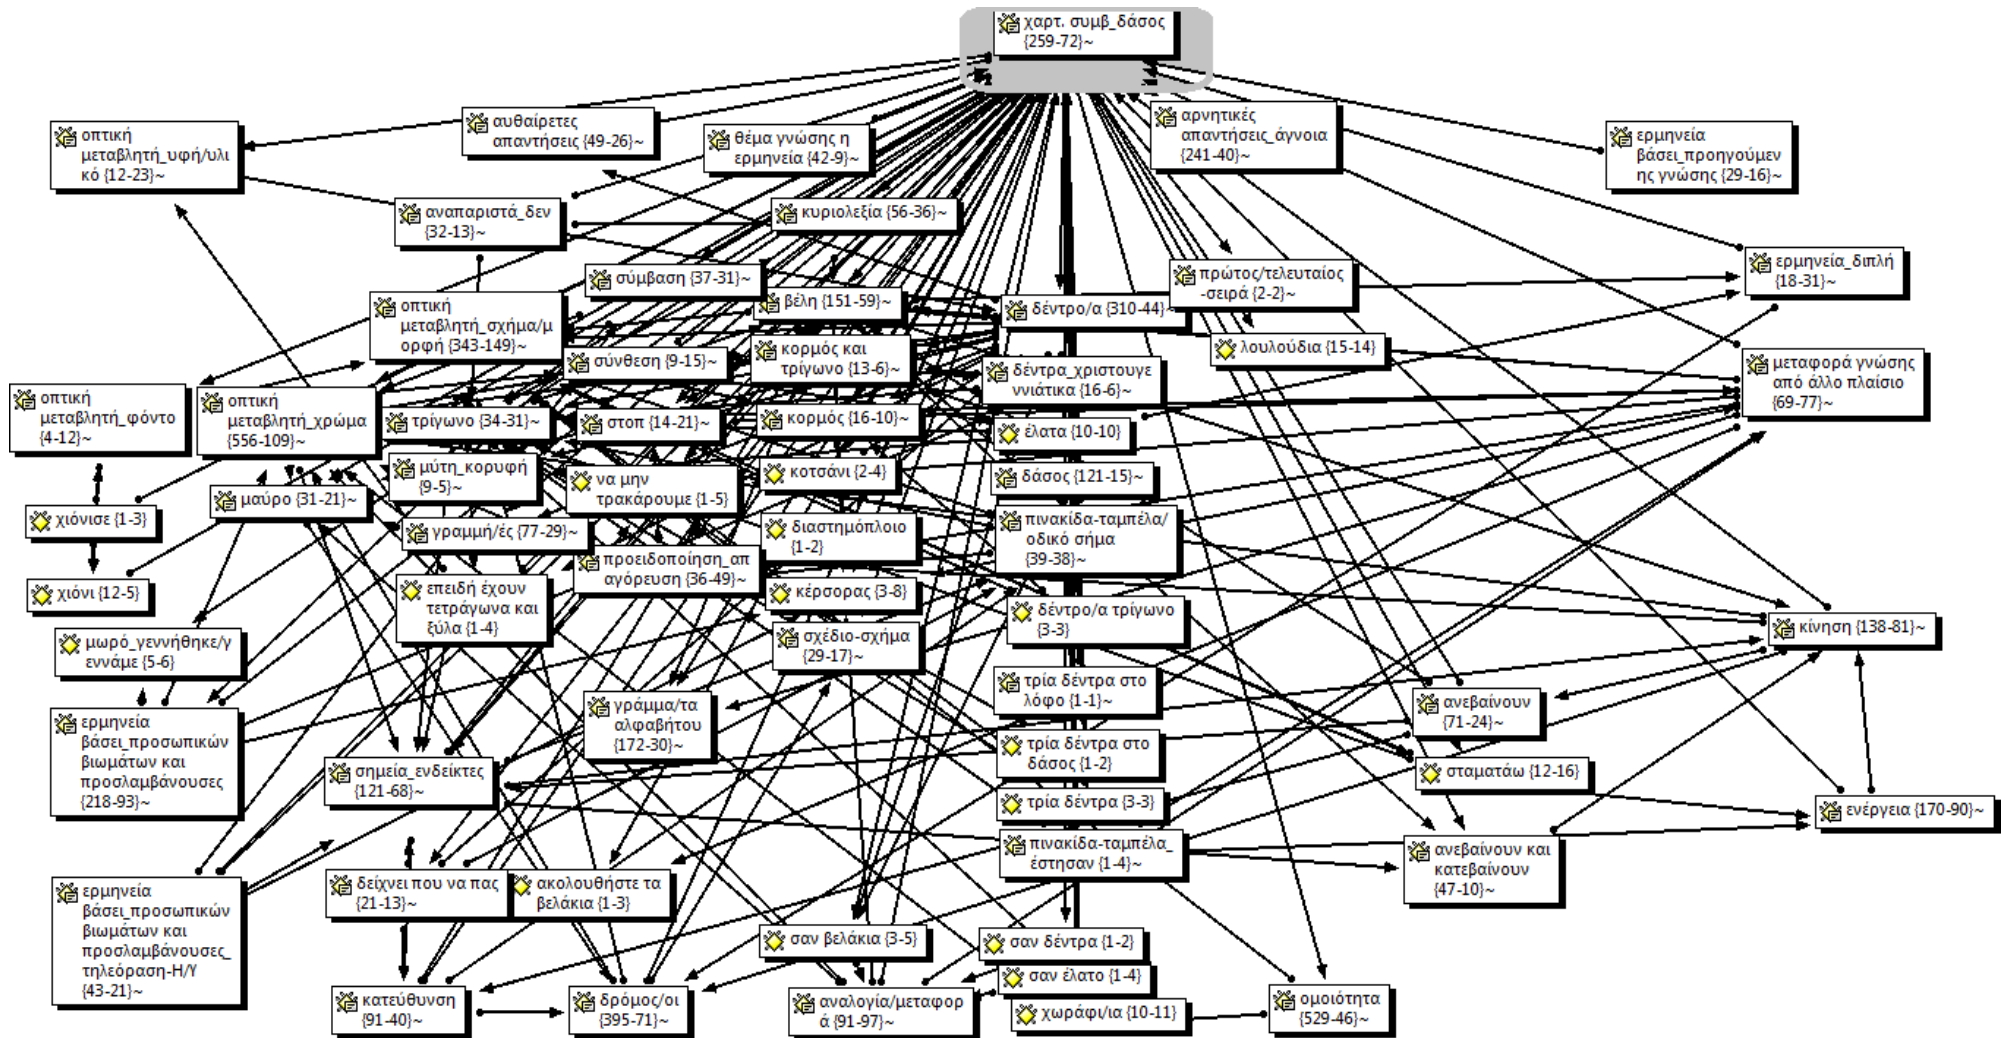 χαρτ. συμβ_δάσος
{259-72}~
οπτική
μεταβλητή_υφή/υλι
κό {12-23}~
αυθαίρετες
απαντήσεις {49-26}~
θέμα γνώσης η
ερμηνεία {42-9}~
αρνητικές
απαντήσεις_άγνοια
{241-40}~
ερμηνεία
βάσει_προηγούμεν
ης γνώσης {29-16}~
αναπαριστά_δεν
{32-13}~
κυριολεξία {56-36}~
σύμβαση {37-31}~
βέλη {151-59}~
δέντρο/α {310-44}~
πρώτος/τελευταίος
-σειρά {2-2}~
ερμηνεία_διπλή
{18-31}~
οπτική
μεταβλητή_σχήμα/μ
ορφή {343-149}~
σύνθεση {9-15}~
κορμός και
τρίγωνο {13-6}~
δέντρα_χριστουγε
ννιάτικα {16-6}~
λουλούδια {15-14}
μεταφορά γνώσης
από άλλο πλαίσιο
{69-77}~
οπτική
μεταβλητή_φόντο
{4-12}~
οπτική
μεταβλητή_χρώμα
{556-109}~
τρίγωνο {34-31}~
στοπ {14-21}~
κορμός {16-10}~
έλατα {10-10}
μύτη_κορυφή
{9-5}~
να μην
τρακάρουμε {1-5}
κοτσάνι {2-4}
δάσος {121-15}~
μαύρο {31-21}~
χιόνισε {1-3}
γραμμή/ές {77-29}~
διαστημόπλοιο
{1-2}
πινακίδα-ταμπέλα/
οδικό σήμα
{39-38}~
προειδοποίηση_απ
αγόρευση {36-49}~
χιόνι {12-5}
επειδή έχουν
τετράγωνα και
ξύλα {1-4}
κέρσορας {3-8}
δέντρο/α τρίγωνο
{3-3}
μωρό_γεννήθηκε/γ
εννάμε {5-6}
σχέδιο-σχήμα
{29-17}~
κίνηση {138-81}~
τρία δέντρα στο
λόφο {1-1}~
ανεβαίνουν
{71-24}~
ερμηνεία
βάσει_προσωπικών
βιωμάτων και
προσλαμβάνουσες
{218-93}~
γράμμα/τα
αλφαβήτου
{172-30}~
τρία δέντρα στο
δάσος {1-2}
σημεία_ενδείκτες
{121-68}~
σταματάω {12-16}
τρία δέντρα {3-3}
ενέργεια {170-90}~
πινακίδα-ταμπέλα_
έστησαν {1-4}~
ανεβαίνουν και
κατεβαίνουν
{47-10}~
ερμηνεία
βάσει_προσωπικών
βιωμάτων και
προσλαμβάνουσες_
τηλεόραση-Η/Υ
{43-21}~
δείχνει που να πας
{21-13}~
ακολουθήστε τα
βελάκια {1-3}
σαν βελάκια {3-5}
σαν δέντρα {1-2}
σαν έλατο {1-4}
κατεύθυνση
{91-40}~
δρόμος/οι
{395-71}~
αναλογία/μεταφορ
ά {91-97}~
χωράφι/ια {10-11}
ομοιότητα
{529-46}~